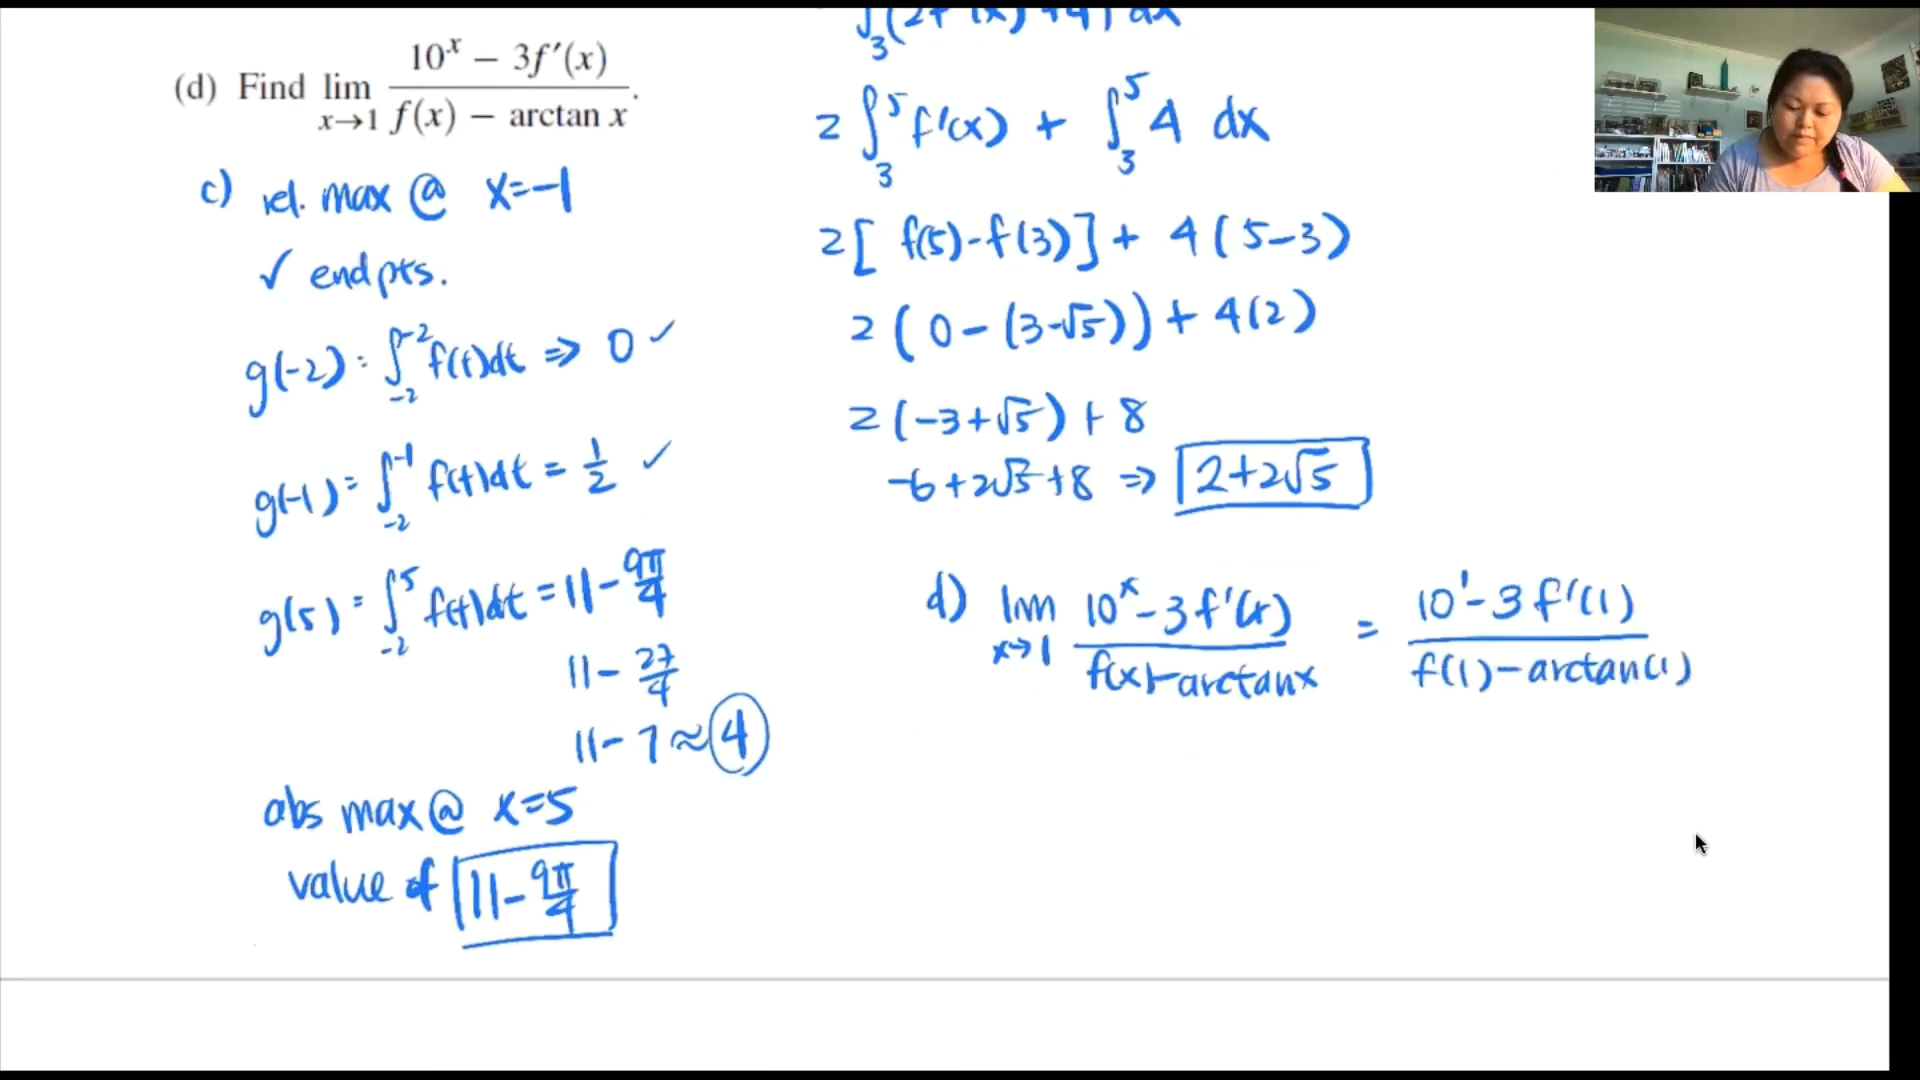 (d) Find lim x→1 (10^x − 3f′(x)) / (f(x) − arctan x).
c) rel. max @ x=-1
✓ endpts.
g(-2) = ∫_{-2}^{-2} f(t)dt ⇒ 0 ✓
g(-1) = ∫_{-2}^{-1} f(t)dt = 1/2 ✓
g(5) = ∫_{-2}^{5} f(t)dt = 11 - 9π/4
11 - 27/4
11 - 7 ≈ 4
abs max @ x=5
value of 11 - 9π/4
2 ∫_3^5 f'(x) + ∫_3^5 4 dx
2[ f(5)-f(3)] + 4(5-3)
2(0-(3-√5)) + 4(2)
2(-3+√5) + 8
-6+2√5+8 ⇒ 2+2√5
d) lim x→1 (10^x - 3f'(x)) / (f(x)-arctanx) = (10^1 - 3f'(1)) / (f(1)-arctan(1))